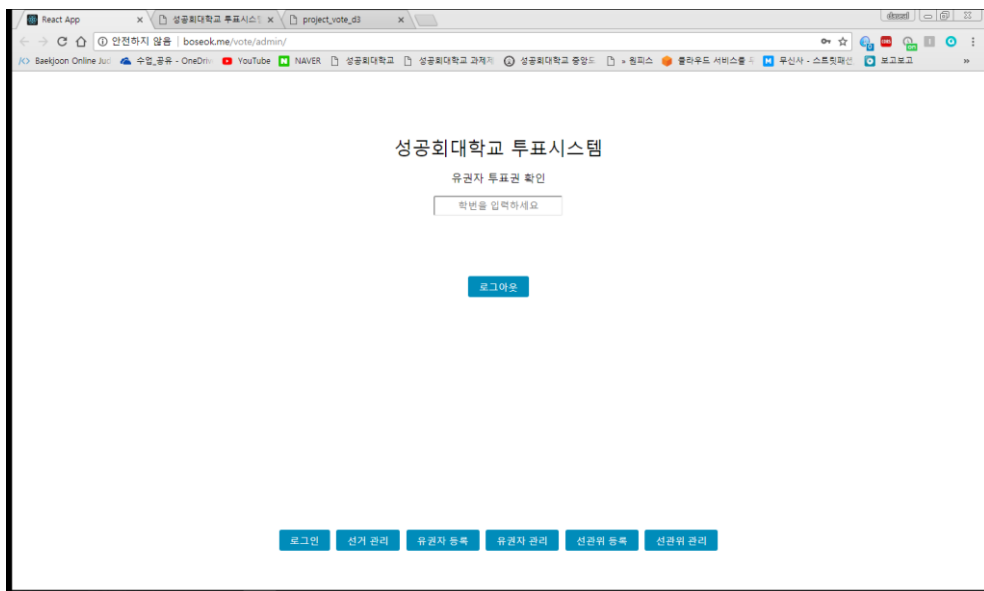 React App
성공회대학교 투표시스
project_vote_d3
안전하지 않음 | boseok.me/vote/admin/
Baekjoon Online Jud 수업_공유 - OneDriv YouTube NAVER 성공회대학교 성공회대학교 과제 성공회대학교 중앙도 » 원피스 클라우드 서비스를 무신사 - 스트릿패션 보고보고 »
성공회대학교 투표시스템
유권자 투표권 확인
학번을 입력하세요
로그아웃
로그인 선거 관리 유권자 등록 유권자 관리 선관위 등록 선관위 관리